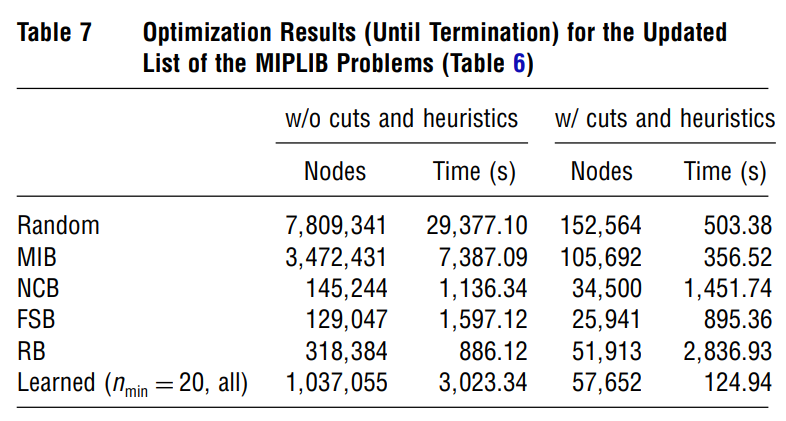 Table 7 Optimization Results (Until Termination) for the Updated
List of the MIPLIB Problems (Table 6)
w/o cuts and heuristics w/ cuts and heuristics
Nodes Time (s) Nodes Time (s)
Random 7,809,341 29,377.10 152,564 503.38
MIB 3,472,431 7,387.09 105,692 356.52
NCB 145,244 1,136.34 34,500 1,451.74
FSB 129,047 1,597.12 25,941 895.36
RB 318,384 886.12 51,913 2,836.93
Learned (nmin = 20, all) 1,037,055 3,023.34 57,652 124.94